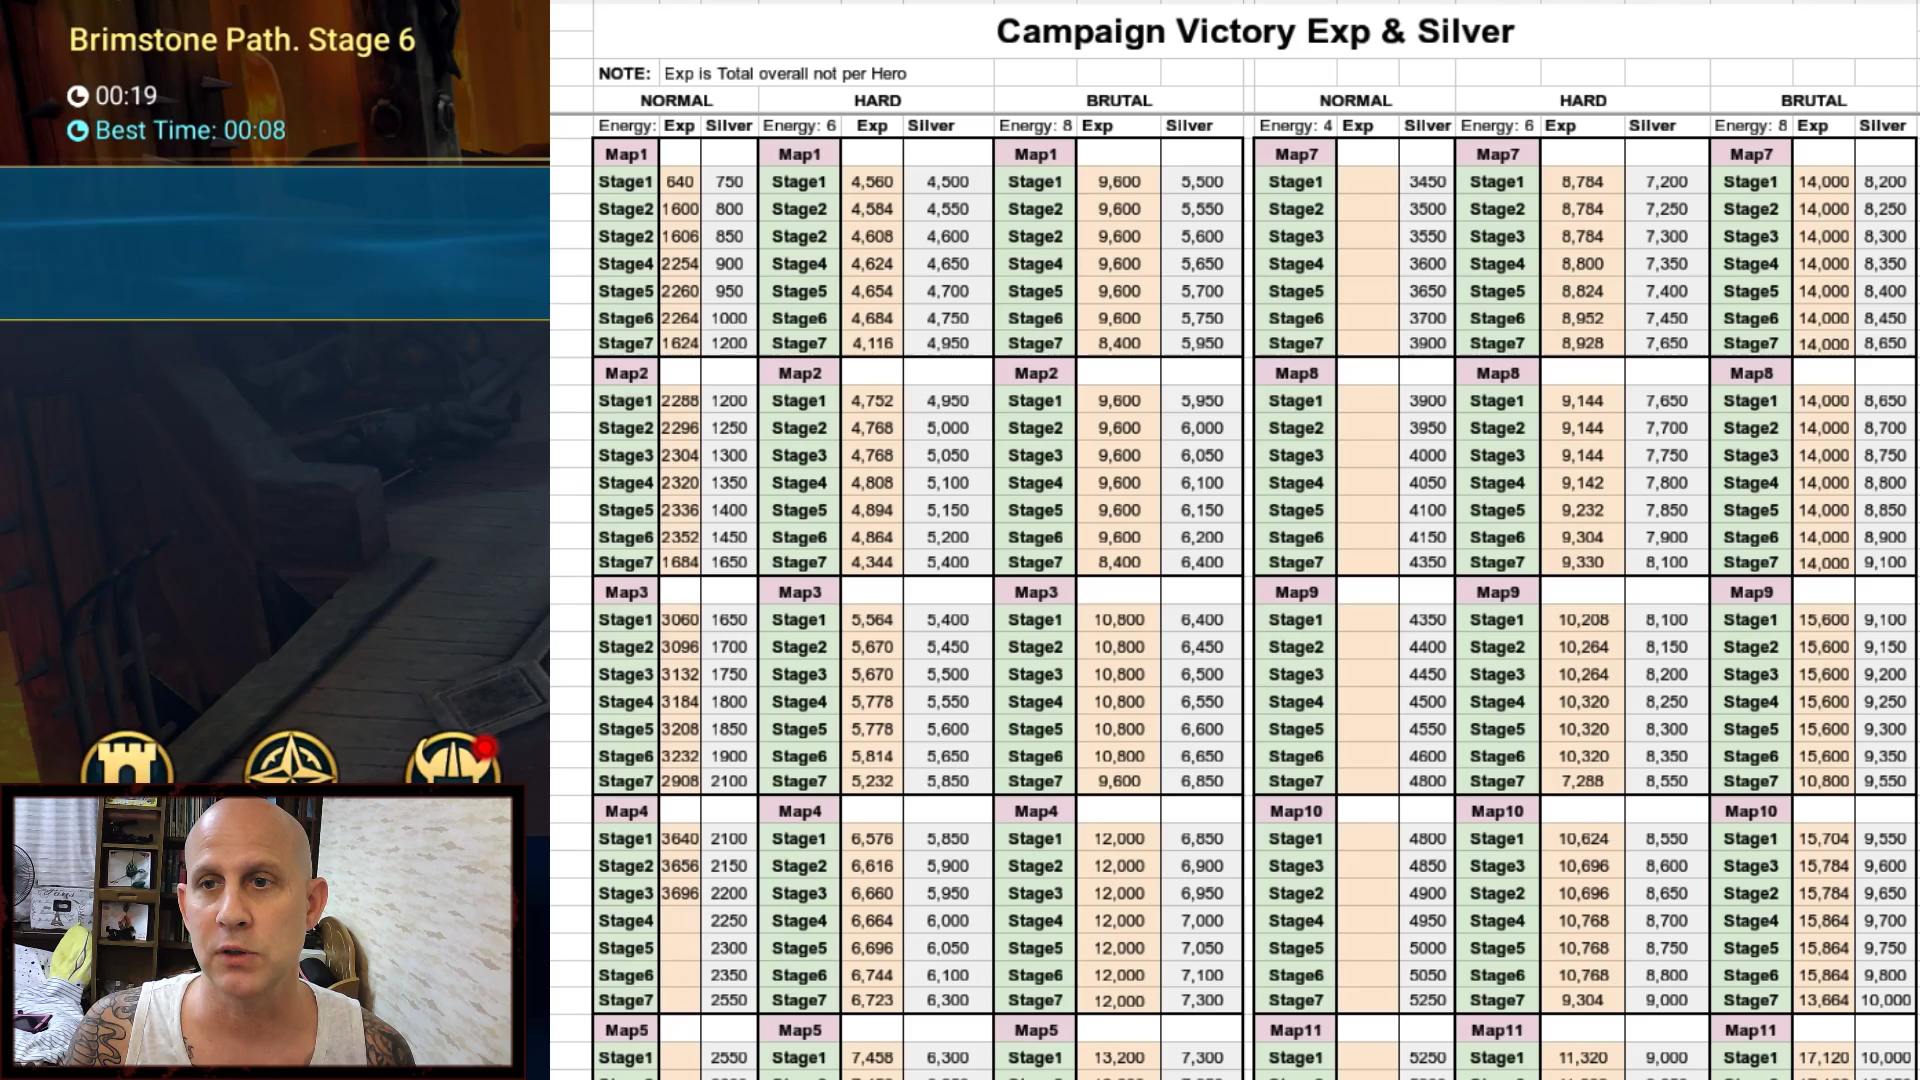 Brimstone Path. Stage 6
00:19
Best Time: 00:08
Campaign Victory Exp & Silver
NOTE: Exp is Total overall not per Hero
NORMAL HARD BRUTAL NORMAL HARD BRUTAL
Energy: Exp Silver Energy: 6 Exp Silver Energy: 8 Exp Silver Energy: 4 Exp Silver Energy: 6 Exp Silver Energy: 8 Exp Silver
Map1 Map1 Map1 Map7 Map7 Map7
Stage1 640 750 Stage1 4,560 4,500 Stage1 9,600 5,500 Stage1 3450 Stage1 8,784 7,200 Stage1 14,000 8,200
Stage2 1600 800 Stage2 4,584 4,550 Stage2 9,600 5,550 Stage2 3500 Stage2 8,784 7,250 Stage2 14,000 8,250
Stage2 1606 850 Stage2 4,608 4,600 Stage2 9,600 5,600 Stage3 3550 Stage3 8,784 7,300 Stage3 14,000 8,300
Stage4 2254 900 Stage4 4,624 4,650 Stage4 9,600 5,650 Stage4 3600 Stage4 8,800 7,350 Stage4 14,000 8,350
Stage5 2260 950 Stage5 4,654 4,700 Stage5 9,600 5,700 Stage5 3650 Stage5 8,824 7,400 Stage5 14,000 8,400
Stage6 2264 1000 Stage6 4,684 4,750 Stage6 9,600 5,750 Stage6 3700 Stage6 8,952 7,450 Stage6 14,000 8,450
Stage7 1624 1200 Stage7 4,116 4,950 Stage7 8,400 5,950 Stage7 3900 Stage7 8,928 7,650 Stage7 14,000 8,650
Map2 Map2 Map2 Map8 Map8 Map8
Stage1 2288 1200 Stage1 4,752 4,950 Stage1 9,600 5,950 Stage1 3900 Stage1 9,144 7,650 Stage1 14,000 8,650
Stage2 2296 1250 Stage2 4,768 5,000 Stage2 9,600 6,000 Stage2 3950 Stage2 9,144 7,700 Stage2 14,000 8,700
Stage3 2304 1300 Stage3 4,768 5,050 Stage3 9,600 6,050 Stage3 4000 Stage3 9,144 7,750 Stage3 14,000 8,750
Stage4 2320 1350 Stage4 4,808 5,100 Stage4 9,600 6,100 Stage4 4050 Stage4 9,142 7,800 Stage4 14,000 8,800
Stage5 2336 1400 Stage5 4,894 5,150 Stage5 9,600 6,150 Stage5 4100 Stage5 9,232 7,850 Stage5 14,000 8,850
Stage6 2352 1450 Stage6 4,864 5,200 Stage6 9,600 6,200 Stage6 4150 Stage6 9,304 7,900 Stage6 14,000 8,900
Stage7 1684 1650 Stage7 4,344 5,400 Stage7 8,400 6,400 Stage7 4350 Stage7 9,330 8,100 Stage7 14,000 9,100
Map3 Map3 Map3 Map9 Map9 Map9
Stage1 3060 1650 Stage1 5,564 5,400 Stage1 10,800 6,400 Stage1 4350 Stage1 10,208 8,100 Stage1 15,600 9,100
Stage2 3096 1700 Stage2 5,670 5,450 Stage2 10,800 6,450 Stage2 4400 Stage2 10,264 8,150 Stage2 15,600 9,150
Stage3 3132 1750 Stage3 5,670 5,500 Stage3 10,800 6,500 Stage3 4450 Stage3 10,264 8,200 Stage3 15,600 9,200
Stage4 3184 1800 Stage4 5,778 5,550 Stage4 10,800 6,550 Stage4 4500 Stage4 10,320 8,250 Stage4 15,600 9,250
Stage5 3208 1850 Stage5 5,778 5,600 Stage5 10,800 6,600 Stage5 4550 Stage5 10,320 8,300 Stage5 15,600 9,300
Stage6 3232 1900 Stage6 5,814 5,650 Stage6 10,800 6,650 Stage6 4600 Stage6 10,320 8,350 Stage6 15,600 9,350
Stage7 2908 2100 Stage7 5,232 5,850 Stage7 9,600 6,850 Stage7 4800 Stage7 7,288 8,550 Stage7 10,800 9,550
Map4 Map4 Map4 Map10 Map10 Map10
Stage1 3640 2100 Stage1 6,576 5,850 Stage1 12,000 6,850 Stage1 4800 Stage1 10,624 8,550 Stage1 15,704 9,550
Stage2 3656 2150 Stage2 6,616 5,900 Stage2 12,000 6,900 Stage3 4850 Stage3 10,696 8,600 Stage3 15,784 9,600
Stage3 3696 2200 Stage3 6,660 5,950 Stage3 12,000 6,950 Stage2 4900 Stage2 10,696 8,650 Stage2 15,784 9,650
Stage4 2250 Stage4 6,664 6,000 Stage4 12,000 7,000 Stage4 4950 Stage4 10,768 8,700 Stage4 15,864 9,700
Stage5 2300 Stage5 6,696 6,050 Stage5 12,000 7,050 Stage5 5000 Stage5 10,768 8,750 Stage5 15,864 9,750
Stage6 2350 Stage6 6,744 6,100 Stage6 12,000 7,100 Stage6 5050 Stage6 10,768 8,800 Stage6 15,864 9,800
Stage7 2550 Stage7 6,723 6,300 Stage7 12,000 7,300 Stage7 5250 Stage7 9,304 9,000 Stage7 13,664 10,000
Map5 Map5 Map5 Map11 Map11 Map11
Stage1 2550 Stage1 7,458 6,300 Stage1 13,200 7,300 Stage1 5250 Stage1 11,320 9,000 Stage1 17,120 10,000